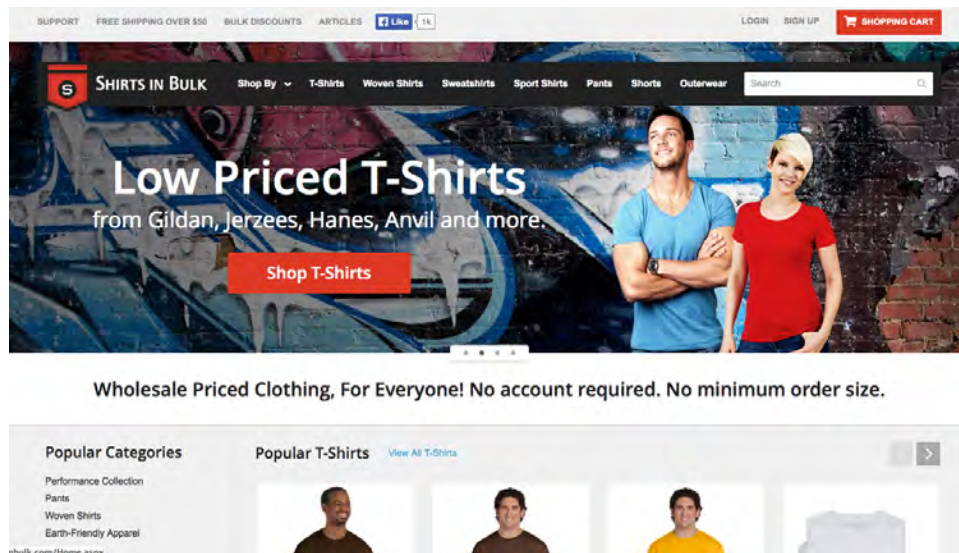 SUPPORT FREE SHIPPING OVER $50 BULK DISCOUNTS ARTICLES Like 1k LOGIN SIGN UP SHOPPING CART
S SHIRTS IN BULK Shop By T-Shirts Woven Shirts Sweatshirts Sport Shirts Pants Shorts Outerwear Search
Low Priced T-Shirts
from Gildan, Jerzees, Hanes, Anvil and more.
Shop T-Shirts
Wholesale Priced Clothing, For Everyone! No account required. No minimum order size.
Popular Categories
Performance Collection
Pants
Woven Shirts
Earth-Friendly Apparel
Popular T-Shirts View All T-Shirts